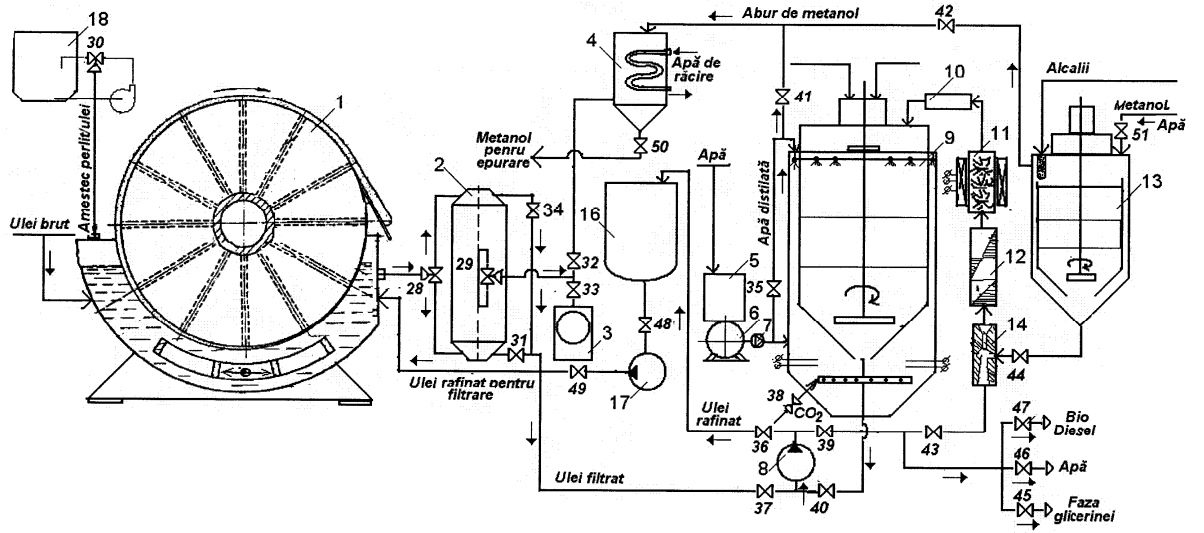 18
30
Amestec perlit/ulei
Ulei brut
1
2
34
28
29
31
32
33
3
4
Abur de metanol
42
Apă de
răcire
50
Metanol
penru
epurare
16
48
17
49
Ulei rafinat pentru
filtrare
Apă
5
6
7
35
Apă distilată
41
10
9
11
12
14
44
Alcalii
Metanol
Apă
51
13
38
CO2
Ulei
rafinat
36
39
43
8
Ulei filtrat
37
40
47
Bio
Diesel
46
Apă
45
Faza
glicerinei